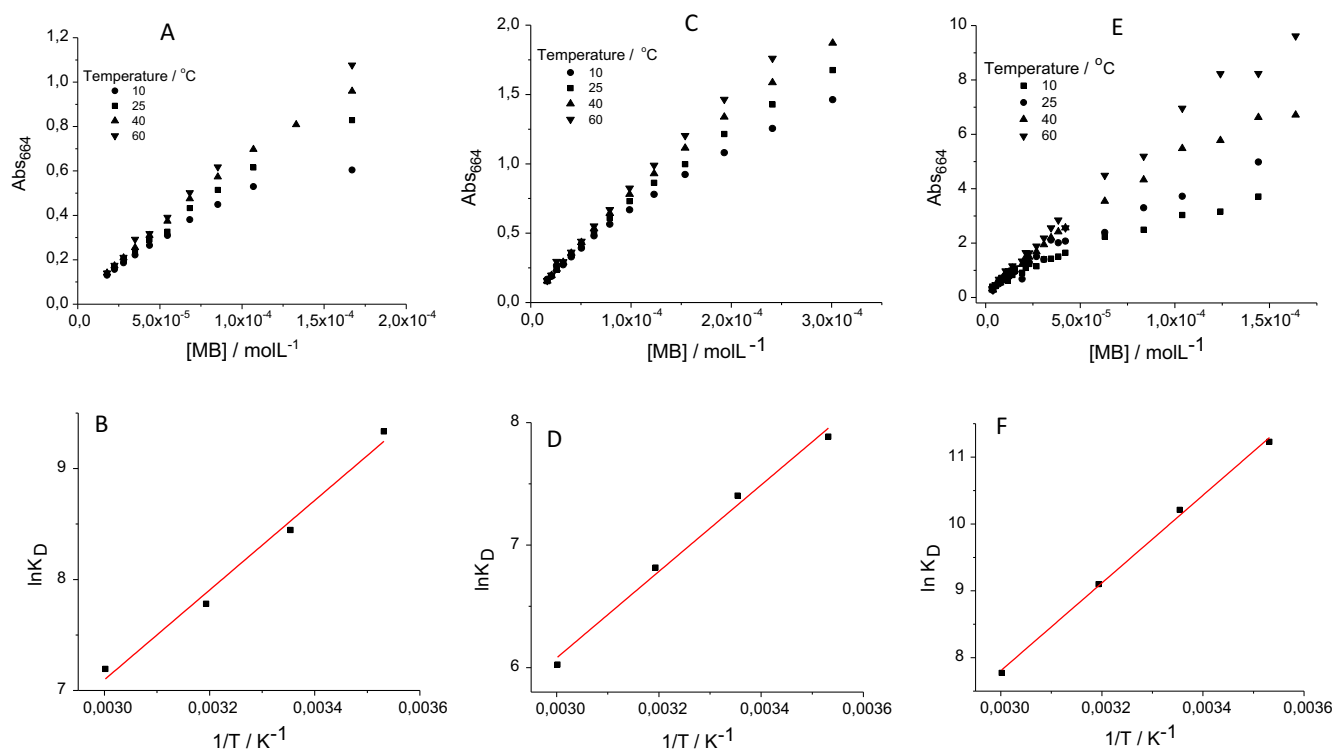 A
Temperature / °C
10
25
40
60
Abs664
1,2
1,0
0,8
0,6
0,4
0,2
0,0
0,0 5,0x10-5 1,0x10-4 1,5x10-4 2,0x10-4
[MB] / molL-1
C
Temperature / °C
10
25
40
60
Abs664
2,0
1,5
1,0
0,5
0,0
0,0 1,0x10-4 2,0x10-4 3,0x10-4
[MB] / molL-1
E
Temperature / °C
10
25
40
60
Abs664
10
8
6
4
2
0
0,0 5,0x10-5 1,0x10-4 1,5x10-4
[MB] / molL-1
B
lnKD
9
8
7
0,0030 0,0032 0,0034 0,0036
1/T / K-1
D
lnKD
8
7
6
0,0030 0,0032 0,0034 0,0036
1/T / K-1
F
ln KD
11
10
9
8
0,0030 0,0032 0,0034 0,0036
1/T / K-1